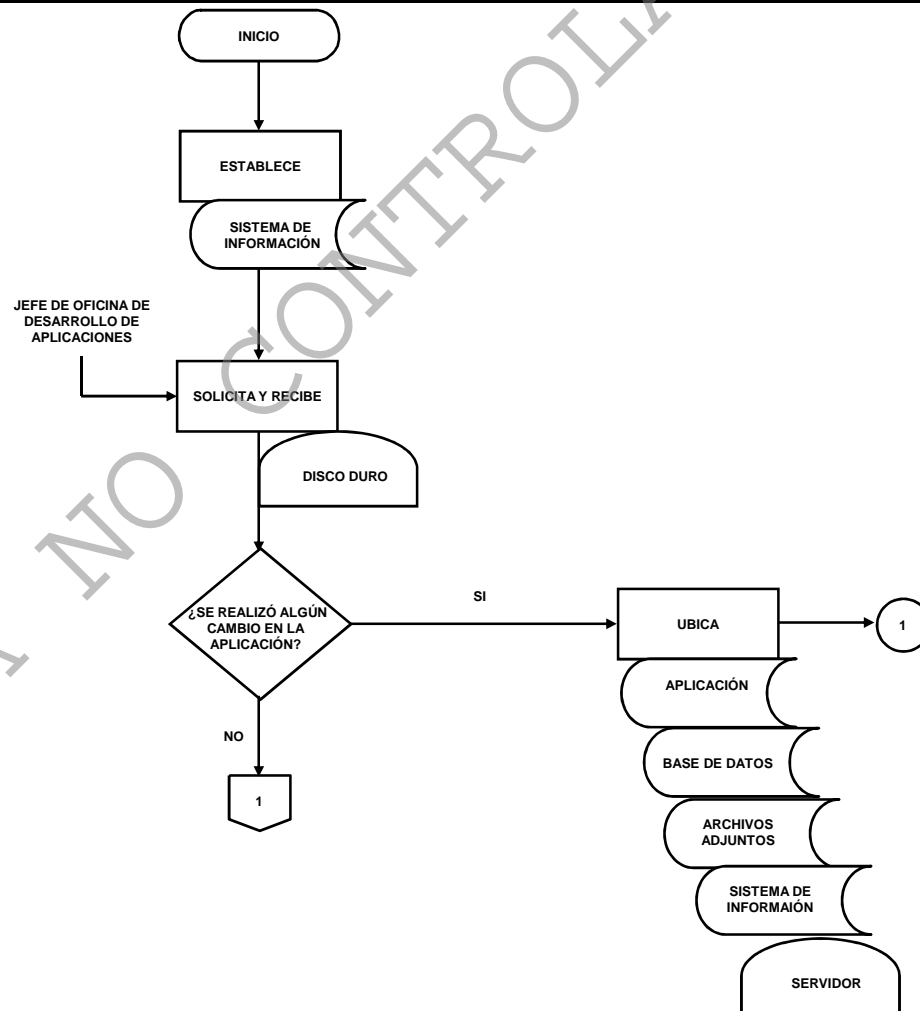 INICIO
ESTABLECE
SISTEMA DE
INFORMACIÓN
JEFE DE OFICINA DE
DESARROLLO DE
APLICACIONES
SOLICITA Y RECIBE
DISCO DURO
¿SE REALIZÓ ALGÚN
CAMBIO EN LA
APLICACIÓN?
SI
UBICA
1
APLICACIÓN
BASE DE DATOS
ARCHIVOS
ADJUNTOS
SISTEMA DE
INFORMAIÓN
SERVIDOR
NO
1
NO CONTROLA